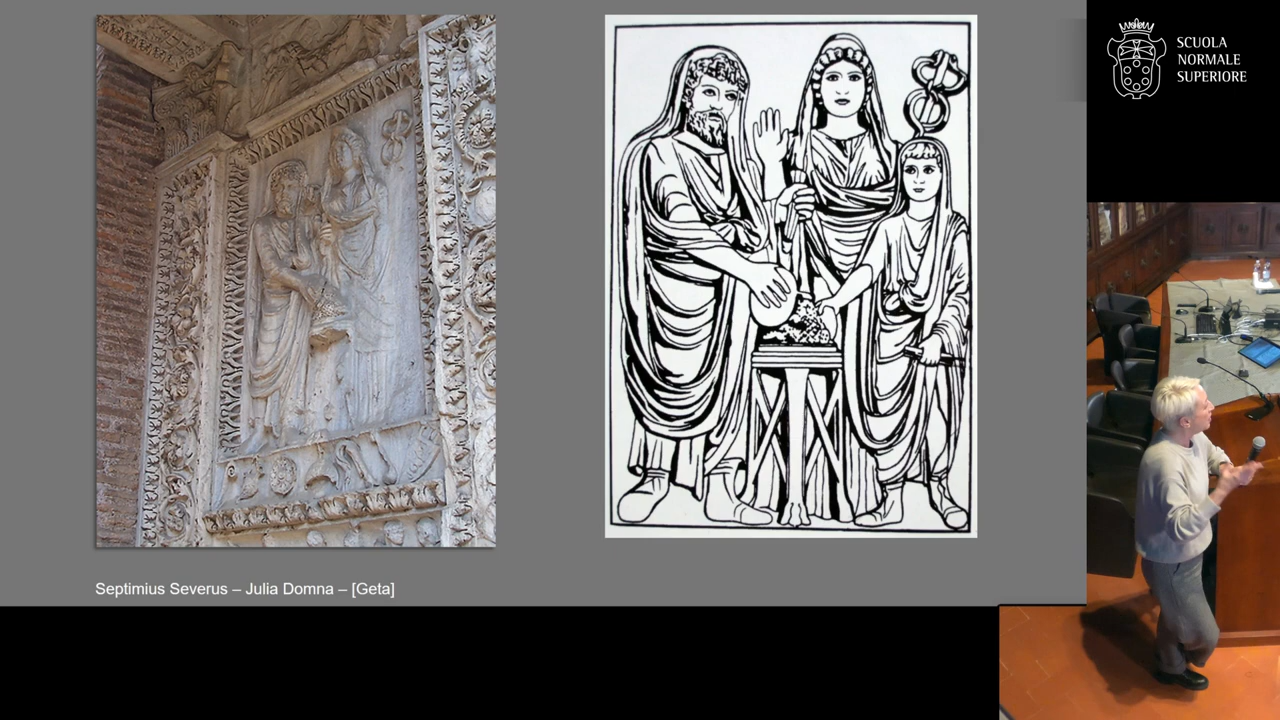 SCUOLA
NORMALE
SUPERIORE
Septimius Severus – Julia Domna – [Geta]